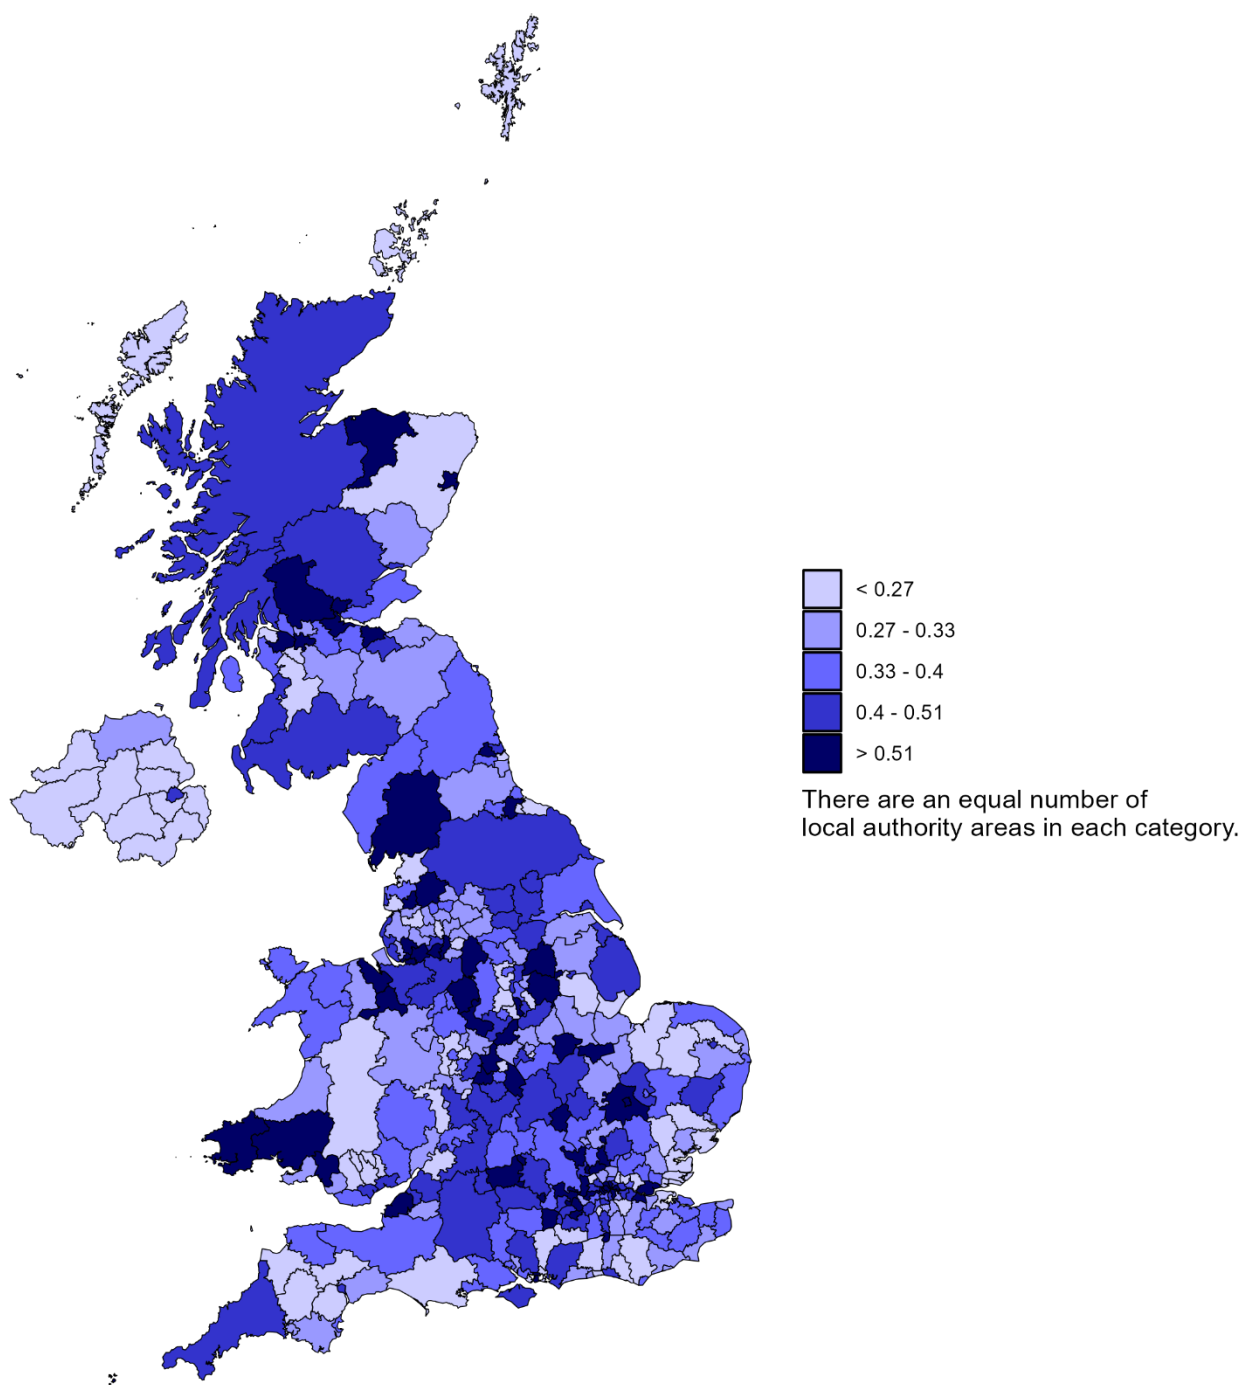 < 0.27
0.27 - 0.33
0.33 - 0.4
0.4 - 0.51
> 0.51
There are an equal number of
local authority areas in each category.